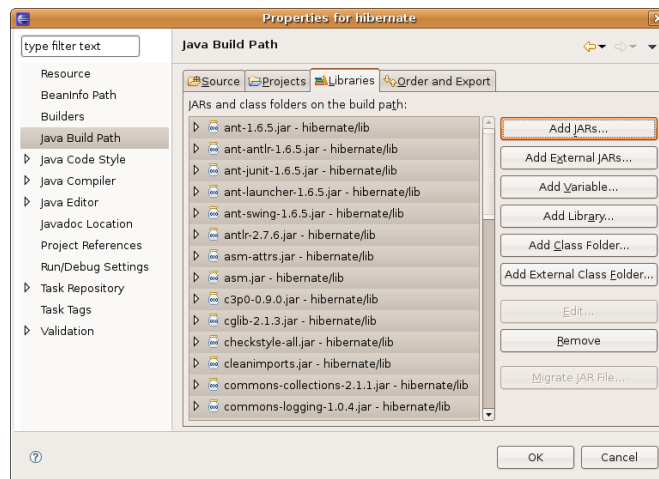 Properties for hibernate
type filter text
Java Build Path
Resource
BeanInfo Path
Builders
Java Build Path
Java Code Style
Java Compiler
Java Editor
Javadoc Location
Project References
Run/Debug Settings
Task Repository
Task Tags
Validation
Source Projects Libraries Order and Export
JARs and class folders on the build path:
ant-1.6.5.jar - hibernate/lib
ant-antlr-1.6.5.jar - hibernate/lib
ant-junit-1.6.5.jar - hibernate/lib
ant-launcher-1.6.5.jar - hibernate/lib
ant-swing-1.6.5.jar - hibernate/lib
antlr-2.7.6.jar - hibernate/lib
asm-attrs.jar - hibernate/lib
asm.jar - hibernate/lib
c3p0-0.9.0.jar - hibernate/lib
cglib-2.1.3.jar - hibernate/lib
checkstyle-all.jar - hibernate/lib
cleanimports.jar - hibernate/lib
commons-collections-2.1.1.jar - hibernate/lib
commons-logging-1.0.4.jar - hibernate/lib
Add JARs...
Add External JARs...
Add Variable...
Add Library...
Add Class Folder...
Add External Class Folder...
Edit...
Remove
Migrate JAR File...
OK
Cancel